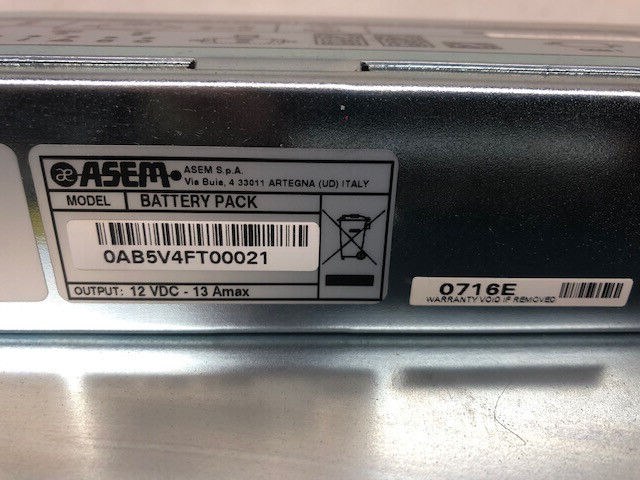 ASEM
ASEM S.p.A.
Via Buia, 4 33011 ARTEGNA (UD) ITALY
MODEL BATTERY PACK
0AB5V4FT00021
OUTPUT: 12 VDC - 13 Amax
0716E
WARRANTY VOID IF REMOVED